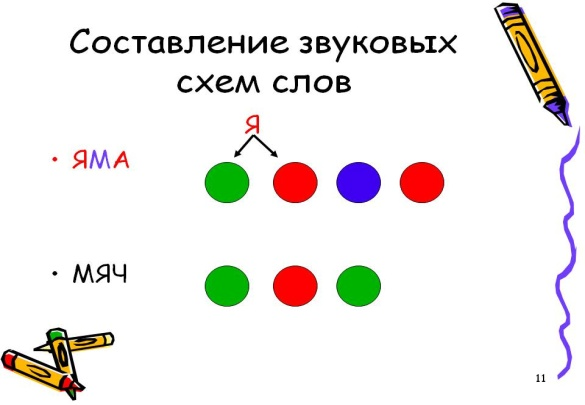 Составление звуковых
схем слов
Я
• ЯМА
• МЯЧ
11